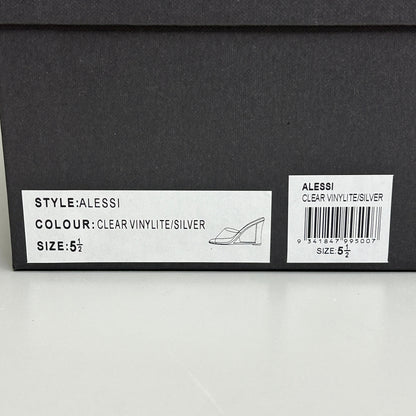 STYLE:ALESSI
COLOUR:CLEAR VINYLITE/SILVER
SIZE:5½
ALESSI
CLEAR VINYLITE/SILVER
9 341847 995007
SIZE:5½